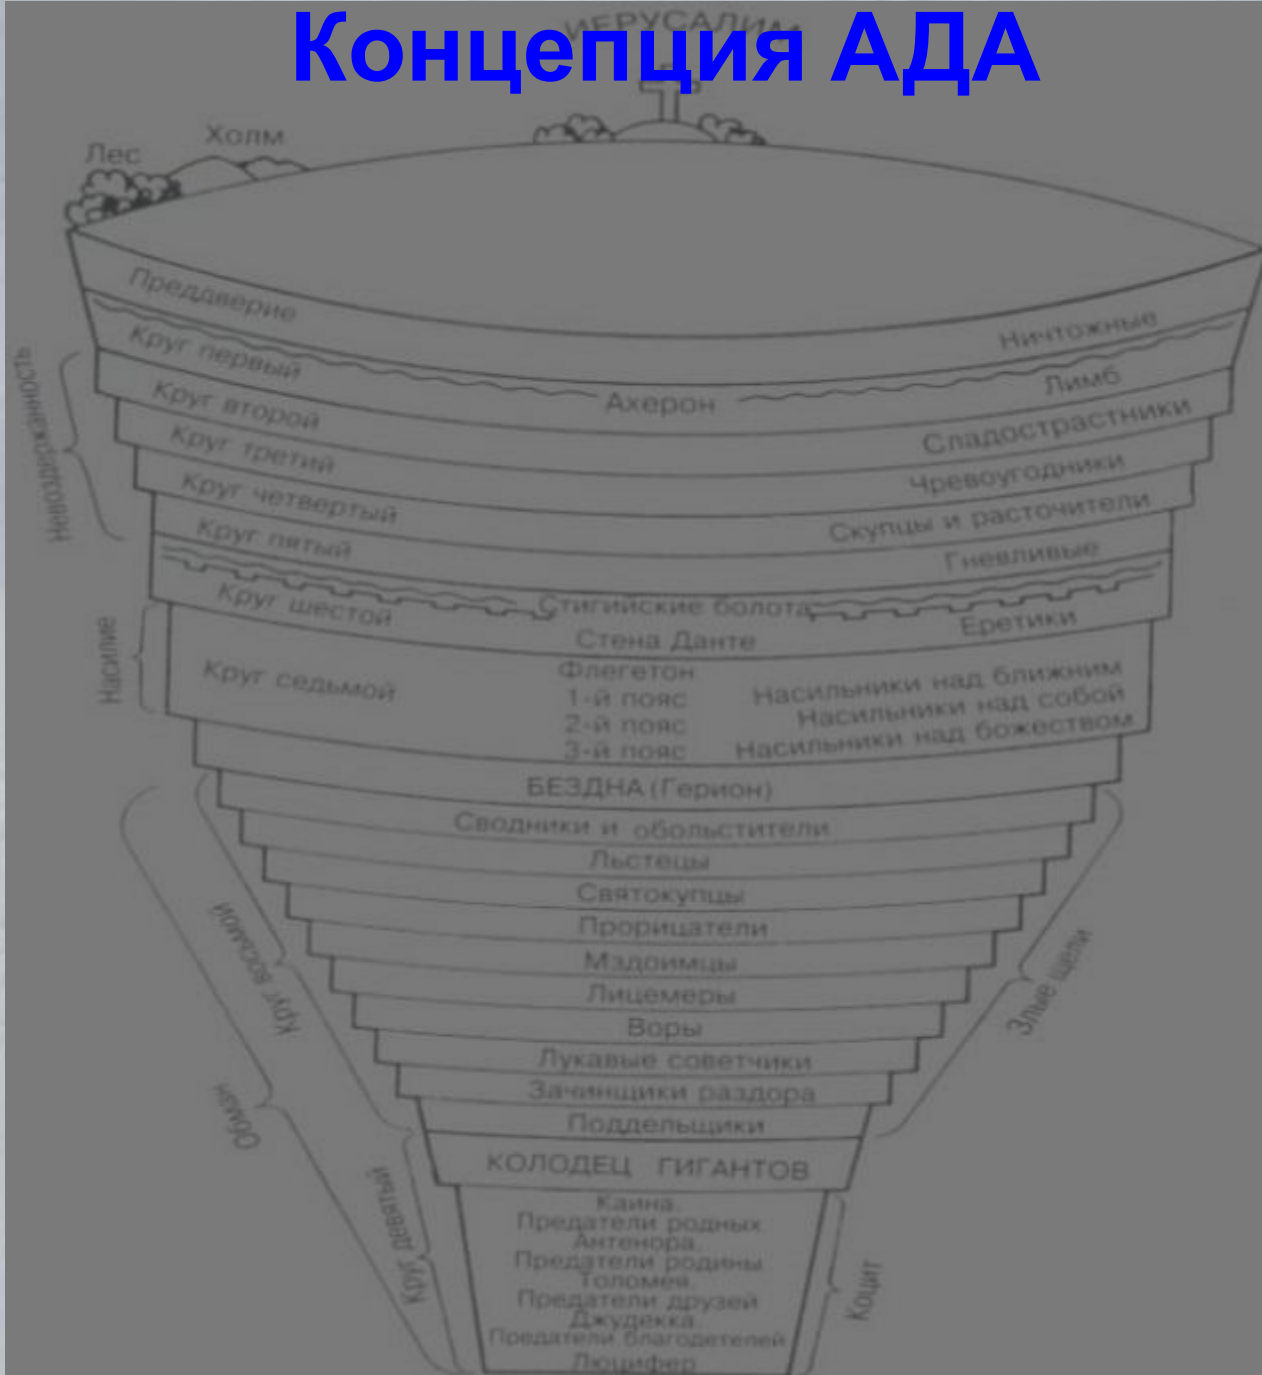 Концепция АДА
ИЕРУСАЛИМ
Холм
Лес
Преддверие
Ничтожные
Круг первый
Ахерон
Лимб
Невоздержанность
Круг второй
Сладострастники
Круг третий
Чревоугодники
Круг четвертый
Скупцы и расточители
Круг пятый
Гневливые
Стигийские болота
Круг шестой
Стена Данте
Еретики
Насилие
Круг седьмой
Флегетон
1-й пояс
Насильники над ближним
2-й пояс
Насильники над собой
3-й пояс
Насильники над божеством
БЕЗДНА (Герион)
Сводники и обольстители
Льстецы
Святокупцы
Прорицатели
Мздоимцы
Лицемеры
Воры
Лукавые советчики
Зачинщики раздора
Поддельщики
Круг восьмой
Злые щели
Обман
КОЛОДЕЦ ГИГАНТОВ
Каина.
Предатели родных
Антенора.
Предатели родины
Толомея.
Предатели друзей
Джудекка.
Предатели благодетелей
Люцифер
Круг девятый
Коцит